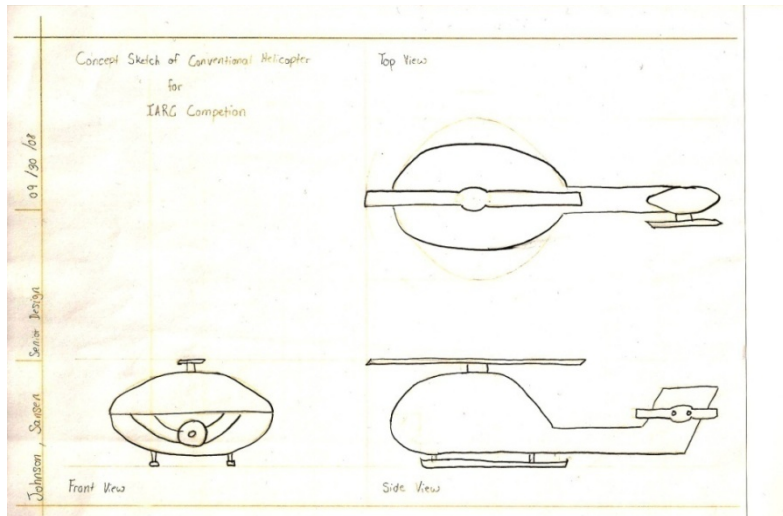 Concept Sketch of Conventional Helicopter
for
IARC Competion
Top View
09/30/08
Senior Design
Johnson, Sansen
Front View
Side View